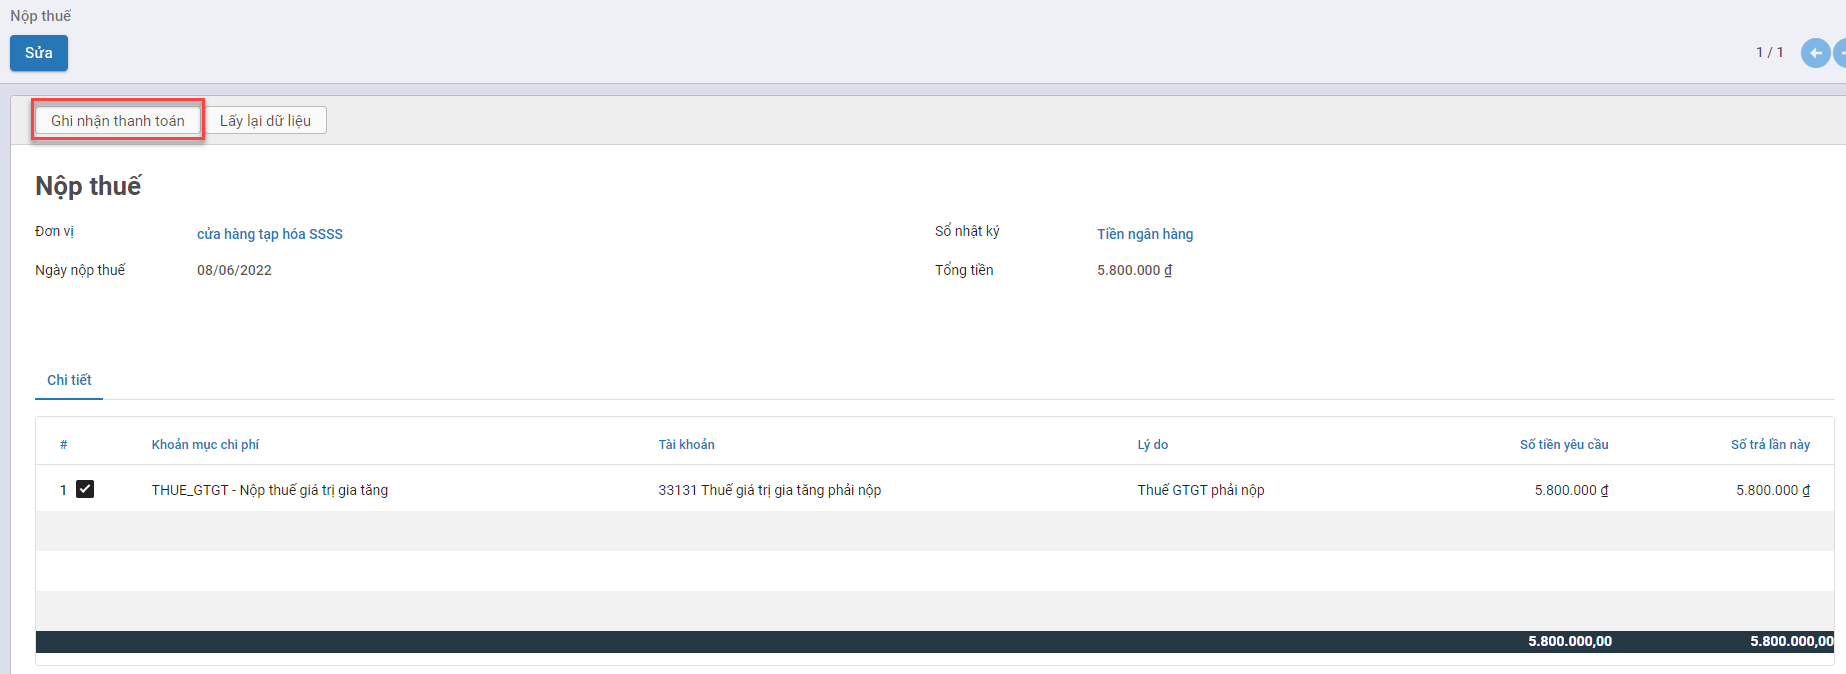 Nộp thuế
Sửa
1 / 1
Ghi nhận thanh toán Lấy lại dữ liệu
Nộp thuế
Đơn vị cửa hàng tạp hóa SSSS Sổ nhật ký Tiền ngân hàng
Ngày nộp thuế 08/06/2022 Tổng tiền 5.800.000 ₫
Chi tiết
# Khoản mục chi phí Tài khoản Lý do Số tiền yêu cầu Số trả lần này
1 THUE_GTGT - Nộp thuế giá trị gia tăng 33131 Thuế giá trị gia tăng phải nộp Thuế GTGT phải nộp 5.800.000 ₫ 5.800.000 ₫
5.800.000,00 5.800.000,00